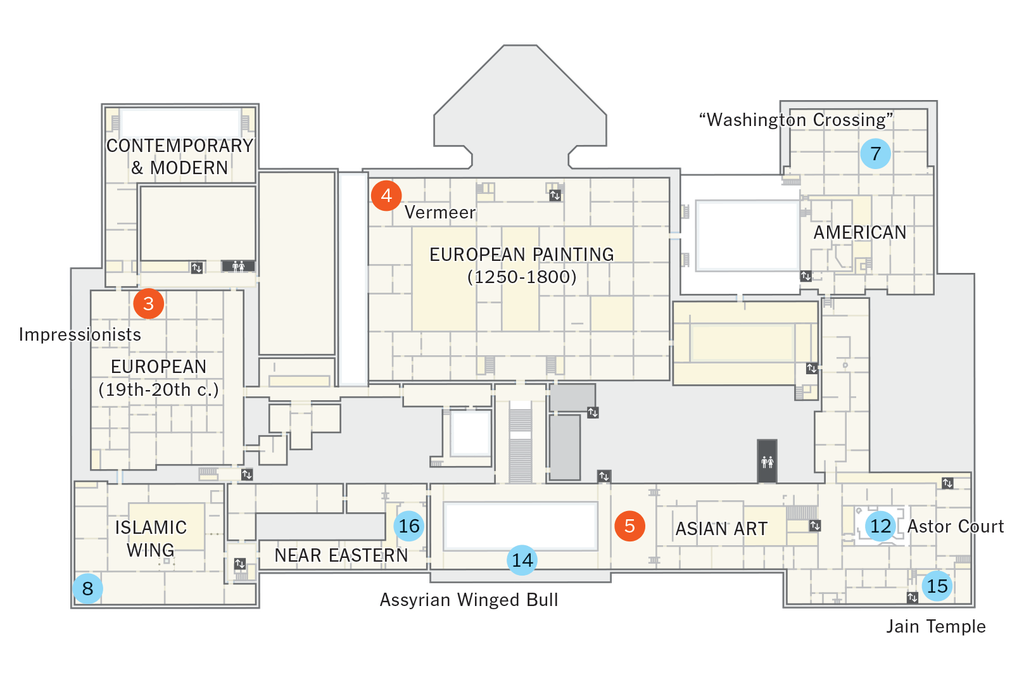 “Washington Crossing”
7
CONTEMPORARY
& MODERN
4
Vermeer
AMERICAN
EUROPEAN PAINTING
(1250-1800)
3
Impressionists
EUROPEAN
(19th-20th c.)
ISLAMIC
WING
16
5
ASIAN ART
12
Astor Court
NEAR EASTERN
14
8
15
Assyrian Winged Bull
Jain Temple